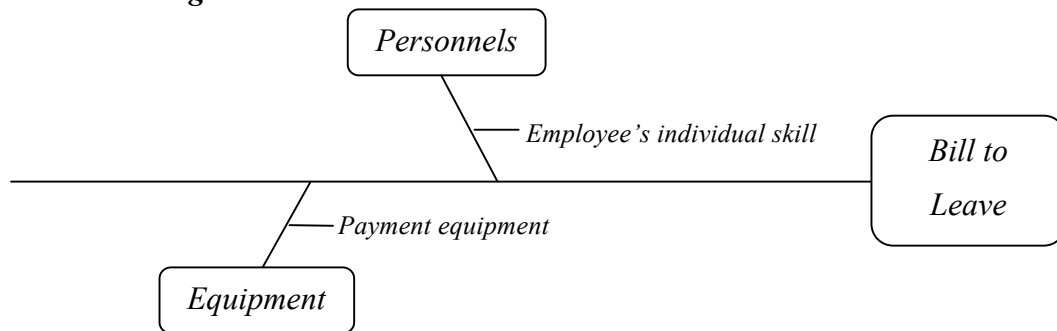 Personnels
Employee’s individual skill
Bill to
Leave
Payment equipment
Equipment